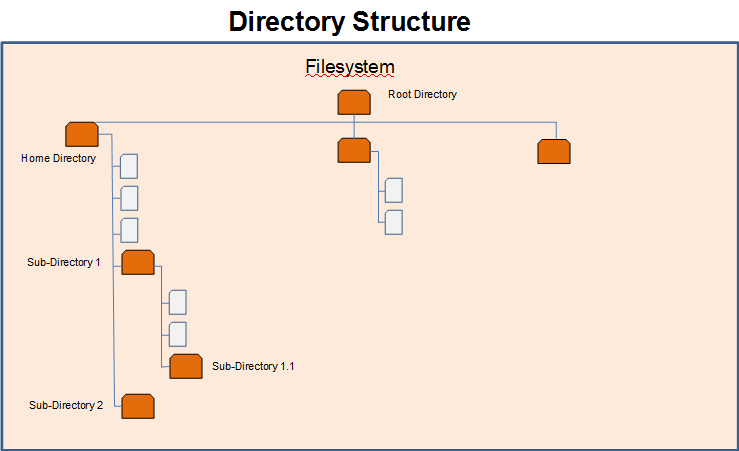 Directory Structure
Filesystem
Root Directory
Home Directory
Sub-Directory 1
Sub-Directory 1.1
Sub-Directory 2